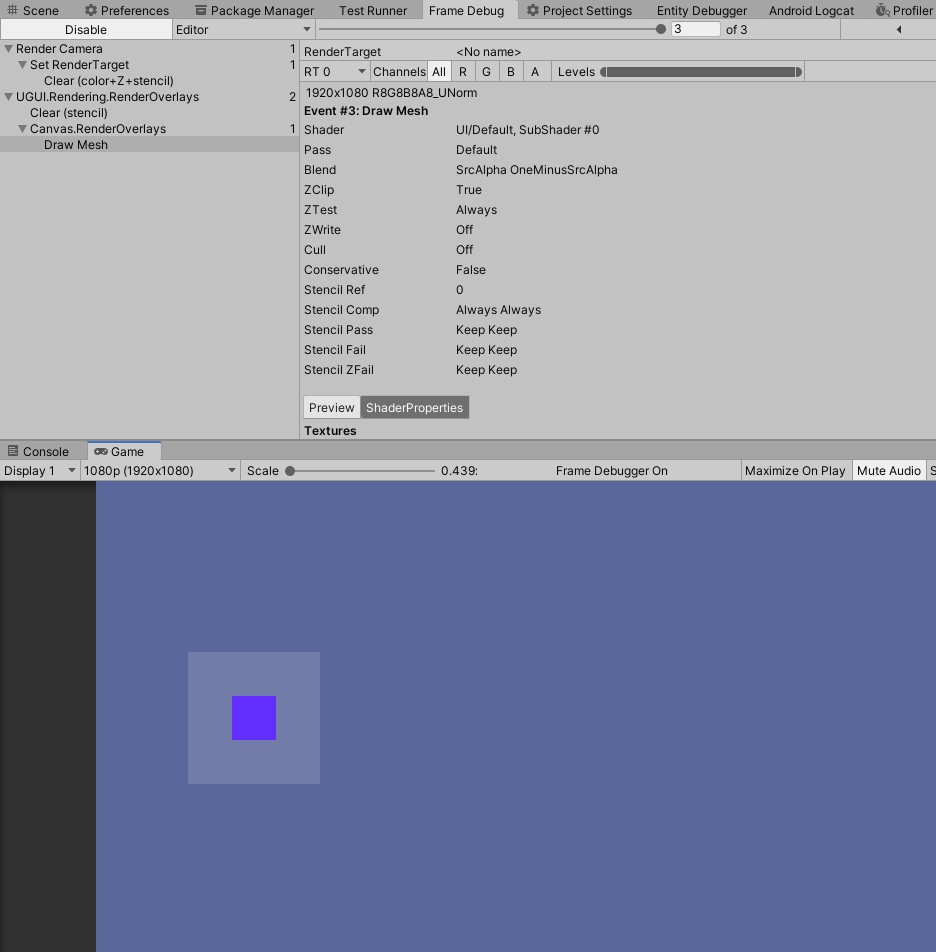 Scene Preferences Package Manager Test Runner Frame Debug Project Settings Entity Debugger Android Logcat Profiler
Disable Editor 3 of 3
Render Camera 1
Set RenderTarget 1
Clear (color+Z+stencil)
UGUI.Rendering.RenderOverlays 2
Clear (stencil)
Canvas.RenderOverlays 1
Draw Mesh
RenderTarget <No name>
RT 0 Channels All R G B A Levels
1920x1080 R8G8B8A8_UNorm
Event #3: Draw Mesh
Shader UI/Default, SubShader #0
Pass Default
Blend SrcAlpha OneMinusSrcAlpha
ZClip True
ZTest Always
ZWrite Off
Cull Off
Conservative False
Stencil Ref 0
Stencil Comp Always Always
Stencil Pass Keep Keep
Stencil Fail Keep Keep
Stencil ZFail Keep Keep
Preview ShaderProperties
Textures
Console Game
Display 1 1080p (1920x1080) Scale 0.439: Frame Debugger On Maximize On Play Mute Audio S